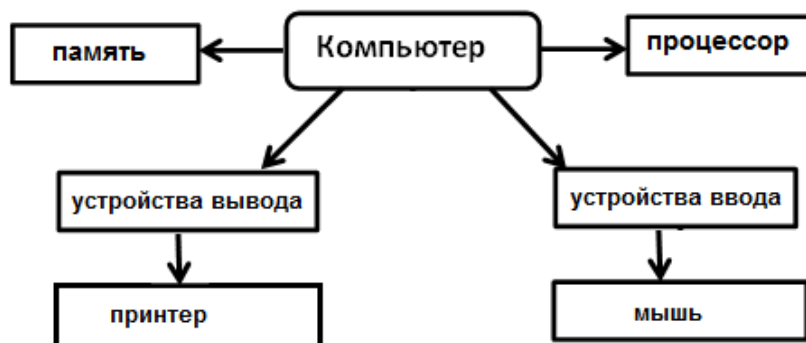 память
Компьютер
процессор
устройства вывода
устройства ввода
принтер
мышь